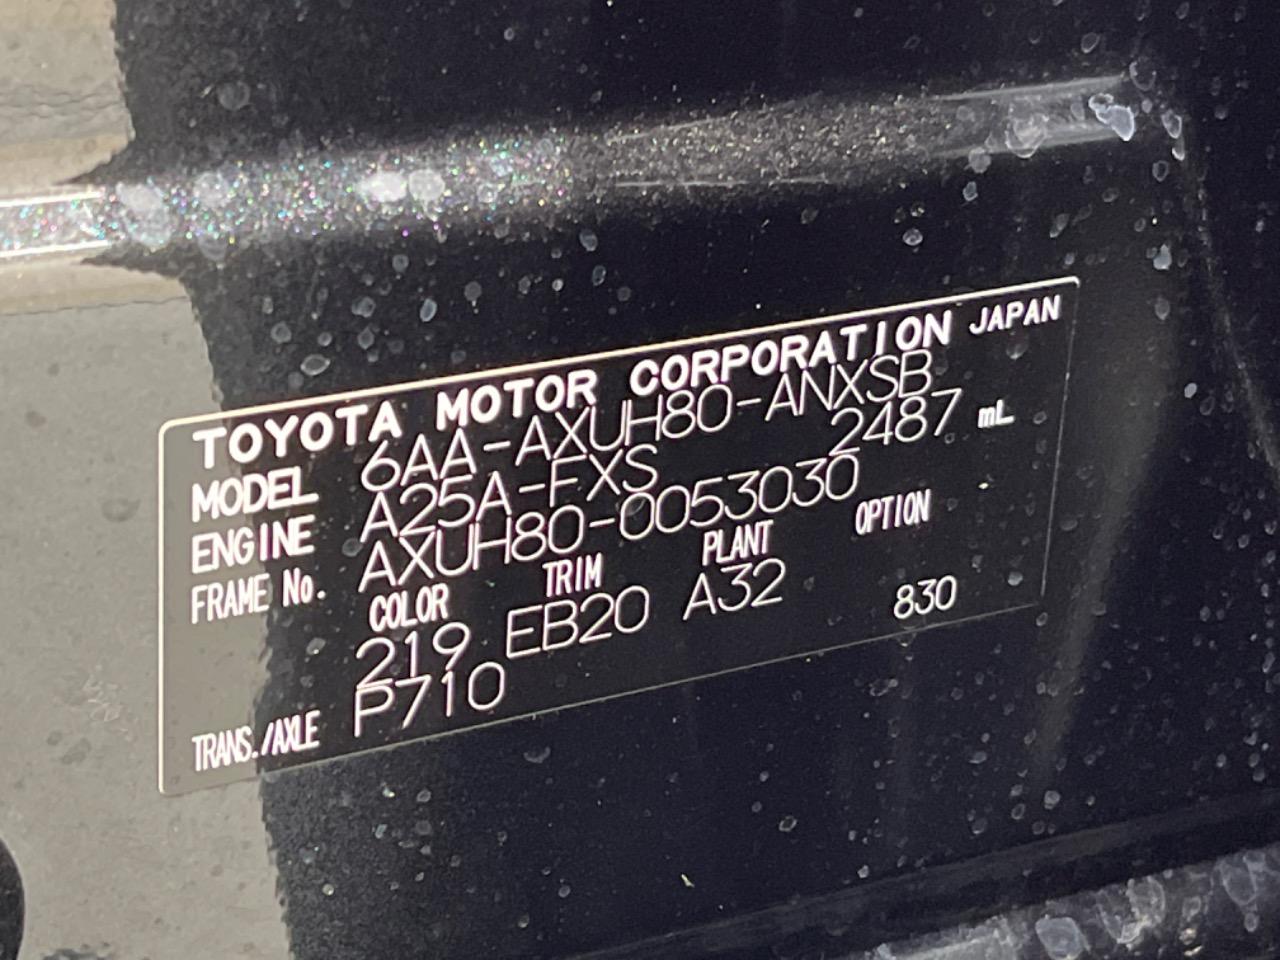 TOYOTA MOTOR CORPORATION JAPAN
MODEL 6AA-AXUH80-ANXSB
ENGINE A25A-FXS 2487 mL
FRAME No. AXUH80-0053030
COLOR TRIM PLANT OPTION
219 EB20 A32 830
TRANS./AXLE P710